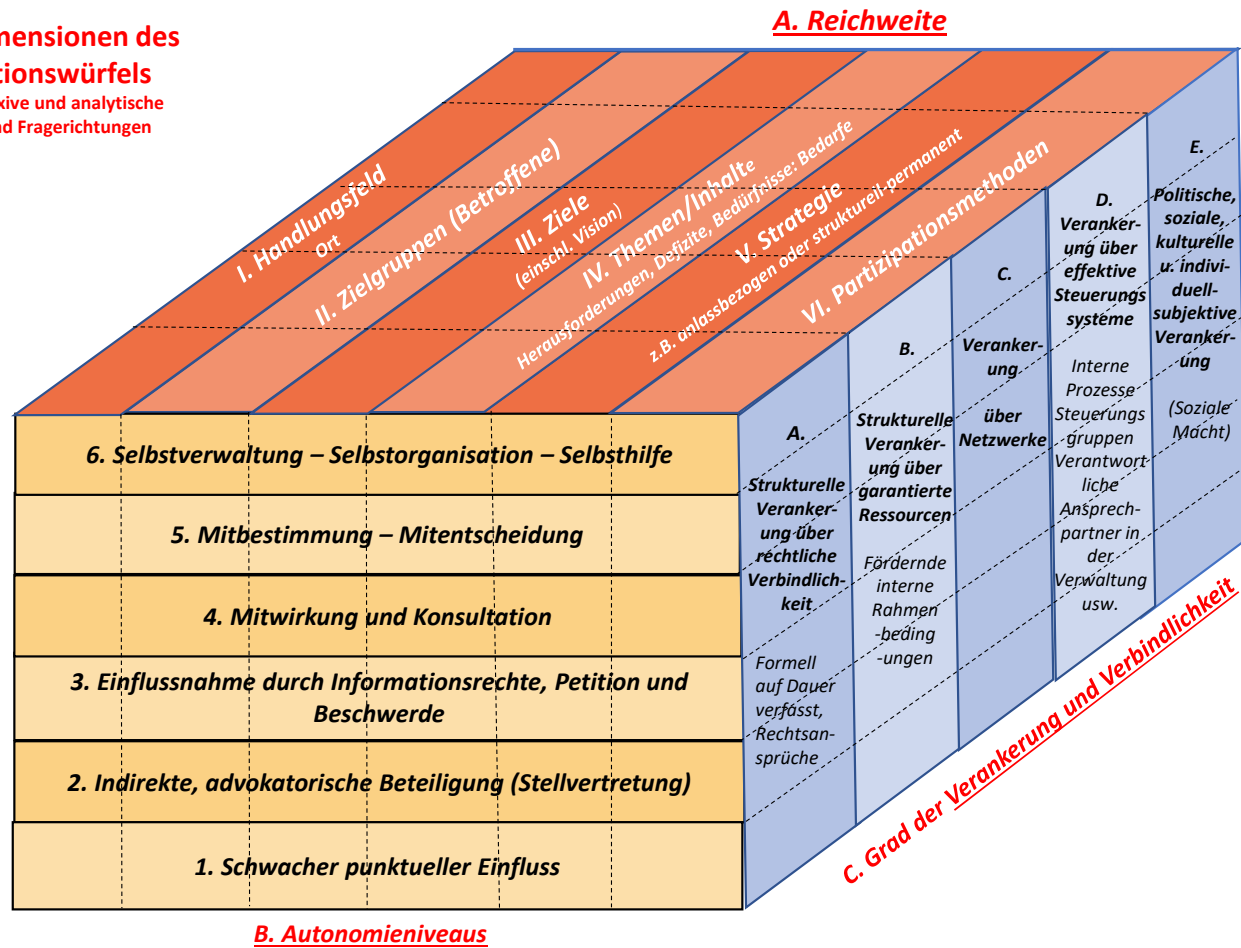 mensionen des
tionswürfels
xive und analytische
nd Fragerichtungen
A. Reichweite
I. Handlungsfeld
Ort
II. Zielgruppen (Betroffene)
III. Ziele
(einschl. Vision)
IV. Themen/Inhalte
Herausforderungen, Defizite, Bedürfnisse: Bedarfe
V. Strategie
z.B. anlassbezogen oder strukturell-permanent
VI. Partizipationsmethoden
6. Selbstverwaltung – Selbstorganisation – Selbsthilfe
5. Mitbestimmung – Mitentscheidung
4. Mitwirkung und Konsultation
3. Einflussnahme durch Informationsrechte, Petition und
Beschwerde
2. Indirekte, advokatorische Beteiligung (Stellvertretung)
1. Schwacher punktueller Einfluss
B. Autonomieniveaus
A.
Strukturelle
Veranker-
ung über
rechtliche
Verbindlich-
keit
Formell
auf Dauer
verfasst,
Rechtsan-
sprüche
B.
Strukturelle
Veranker-
ung über
garantierte
Ressourcen
Fördernde
interne
Rahmen
-beding
-ungen
C.
Veranker-
ung
über
Netzwerke
D.
Veranker-
ung über
effektive
Steuerungs
systeme
Interne
Prozesse
Steuerungs
gruppen
Verantwort
liche
Ansprech-
partner in
der
Verwaltung
usw.
E.
Politische,
soziale,
kulturelle
u. indivi-
duell-
subjektive
Veranker-
ung
(Soziale
Macht)
C. Grad der Verankerung und Verbindlichkeit